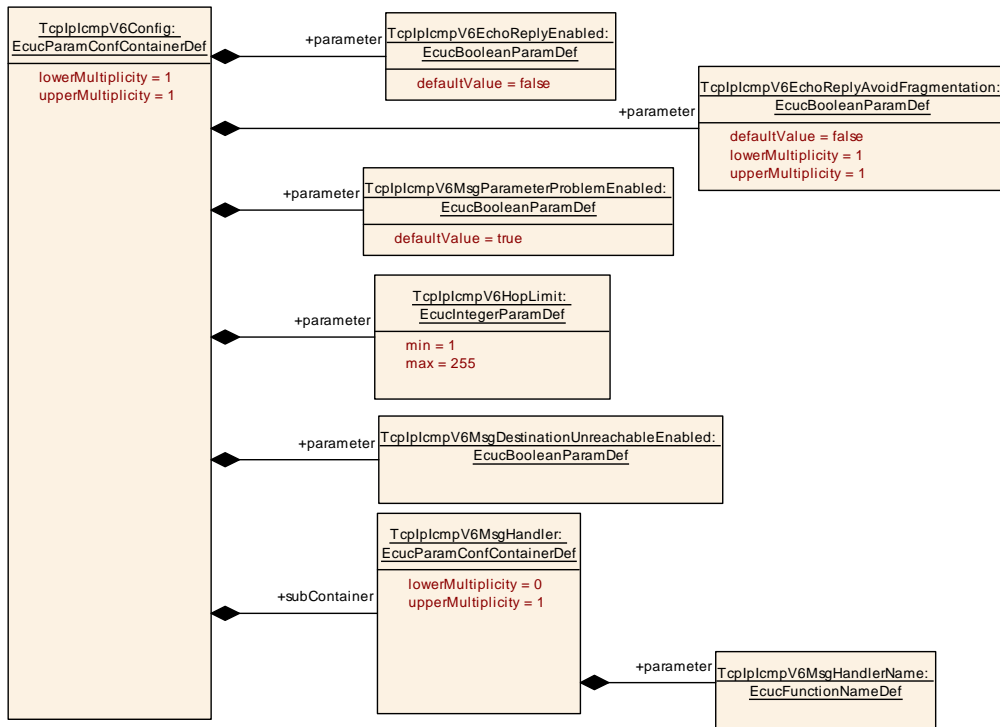 TcpIpIcmpV6Config:
EcucParamConfContainerDef
lowerMultiplicity = 1
upperMultiplicity = 1
+parameter
TcpIpIcmpV6EchoReplyEnabled:
EcucBooleanParamDef
defaultValue = false
+parameter
TcpIpIcmpV6EchoReplyAvoidFragmentation:
EcucBooleanParamDef
defaultValue = false
lowerMultiplicity = 1
upperMultiplicity = 1
+parameter
TcpIpIcmpV6MsgParameterProblemEnabled:
EcucBooleanParamDef
defaultValue = true
+parameter
TcpIpIcmpV6HopLimit:
EcucIntegerParamDef
min = 1
max = 255
+parameter
TcpIpIcmpV6MsgDestinationUnreachableEnabled:
EcucBooleanParamDef
+subContainer
TcpIpIcmpV6MsgHandler:
EcucParamConfContainerDef
lowerMultiplicity = 0
upperMultiplicity = 1
+parameter
TcpIpIcmpV6MsgHandlerName:
EcucFunctionNameDef